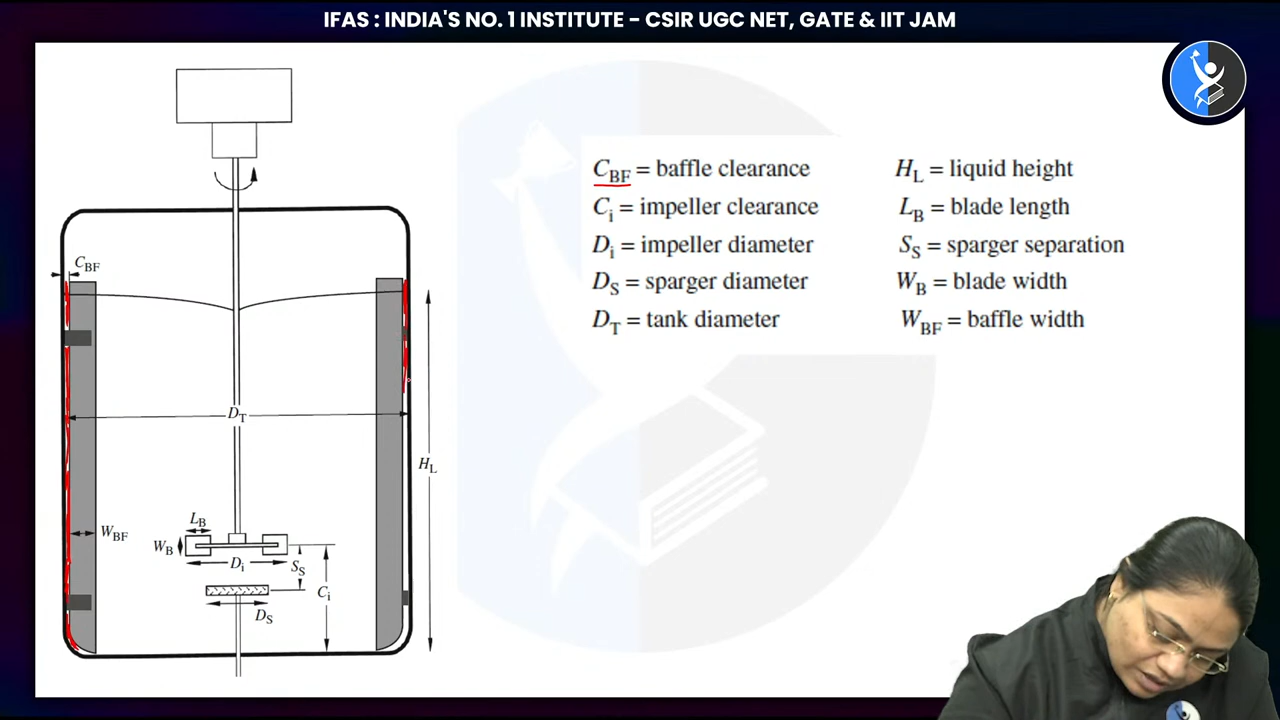 IFAS : INDIA'S NO. 1 INSTITUTE - CSIR UGC NET, GATE & IIT JAM
C_BF = baffle clearance
C_i = impeller clearance
D_i = impeller diameter
D_S = sparger diameter
D_T = tank diameter
H_L = liquid height
L_B = blade length
S_S = sparger separation
W_B = blade width
W_BF = baffle width
C_BF
D_T
H_L
L_B
W_BF
W_B
D_i
S_S
C_i
D_S